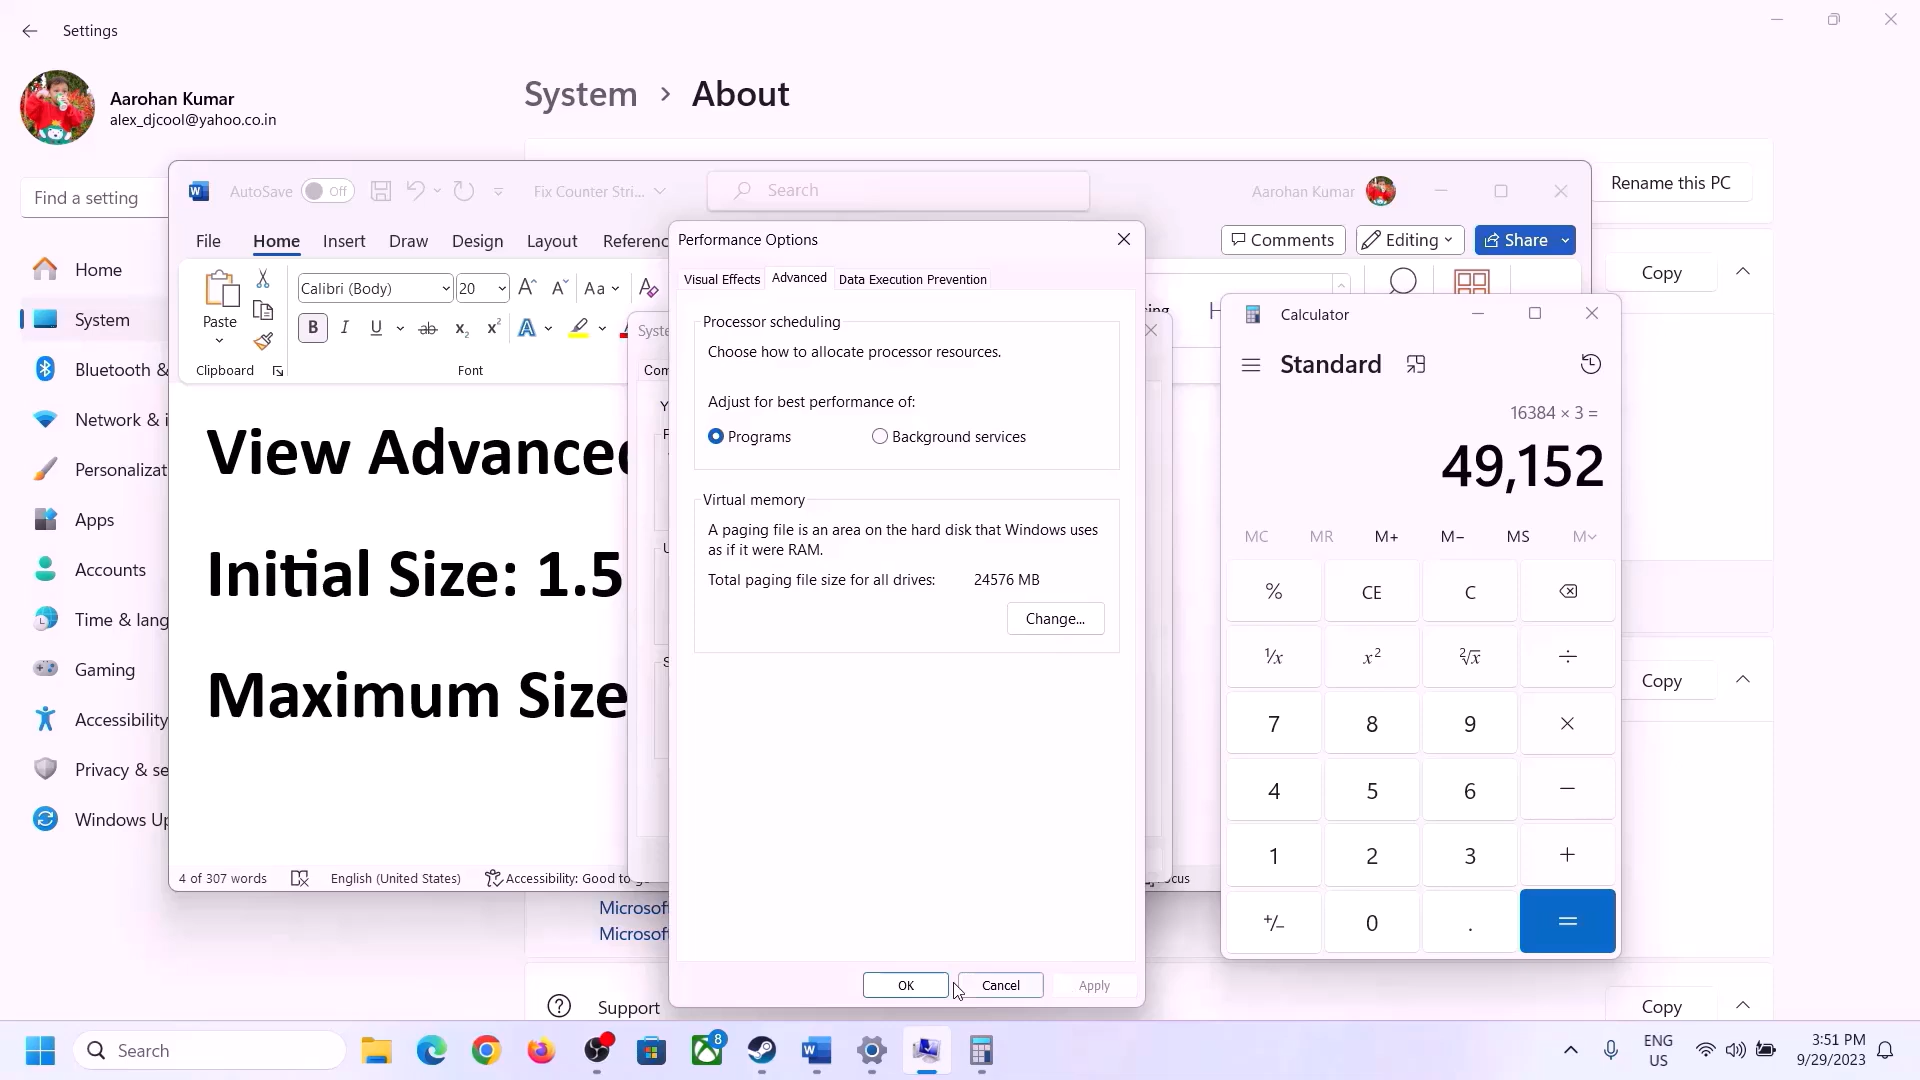 Settings
Aarohan Kumar
alex_djcool@yahoo.co.in
Find a setting
Home
System
Bluetooth &
Network & i
Personalizat
Apps
Accounts
Time & lang
Gaming
Accessibility
Privacy & se
Windows Up
System > About
Rename this PC
Copy
Copy
Copy
Microsof
Microsof
Support
AutoSave Off
Fix Counter Stri...
Search
Aarohan Kumar
File Home Insert Draw Design Layout Referenc
Comments Editing Share
Paste
Calibri (Body) 20
Clipboard Font
View Advanced
Initial Size: 1.5
Maximum Size
4 of 307 words English (United States) Accessibility: Good to
Performance Options
Visual Effects Advanced Data Execution Prevention
Processor scheduling
Choose how to allocate processor resources.
Adjust for best performance of:
Programs Background services
Virtual memory
A paging file is an area on the hard disk that Windows uses
as if it were RAM.
Total paging file size for all drives: 24576 MB
Change...
OK Cancel Apply
Calculator
Standard
16384 × 3 =
49,152
MC MR M+ M− MS M
% CE C
¹/x x² ²√x ÷
7 8 9 ×
4 5 6 −
1 2 3 +
+/− 0 . =
Search
8
ENG
US
3:51 PM
9/29/2023